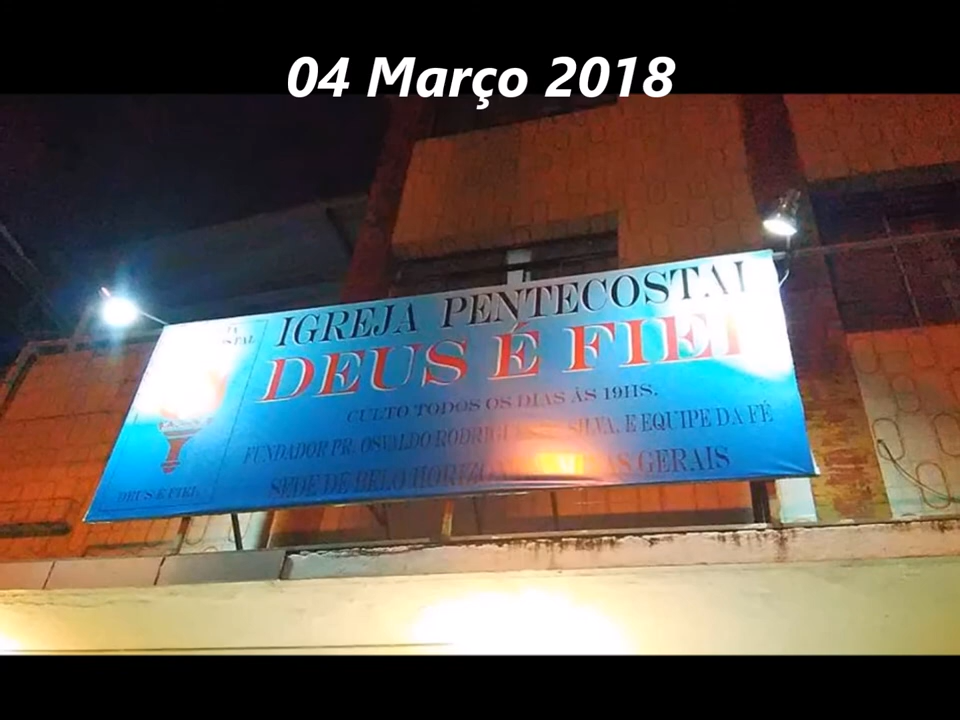 04 Março 2018
IGREJA PENTECOSTAL
DEUS É FIEL
CULTO TODOS OS DIAS ÀS 19HS.
FUNDADOR PR. OSVALDO RODRIGUES SILVA, E EQUIPE DA FÉ
SEDE DE BELO HORIZONTE GERAIS
DEUS É FIEL